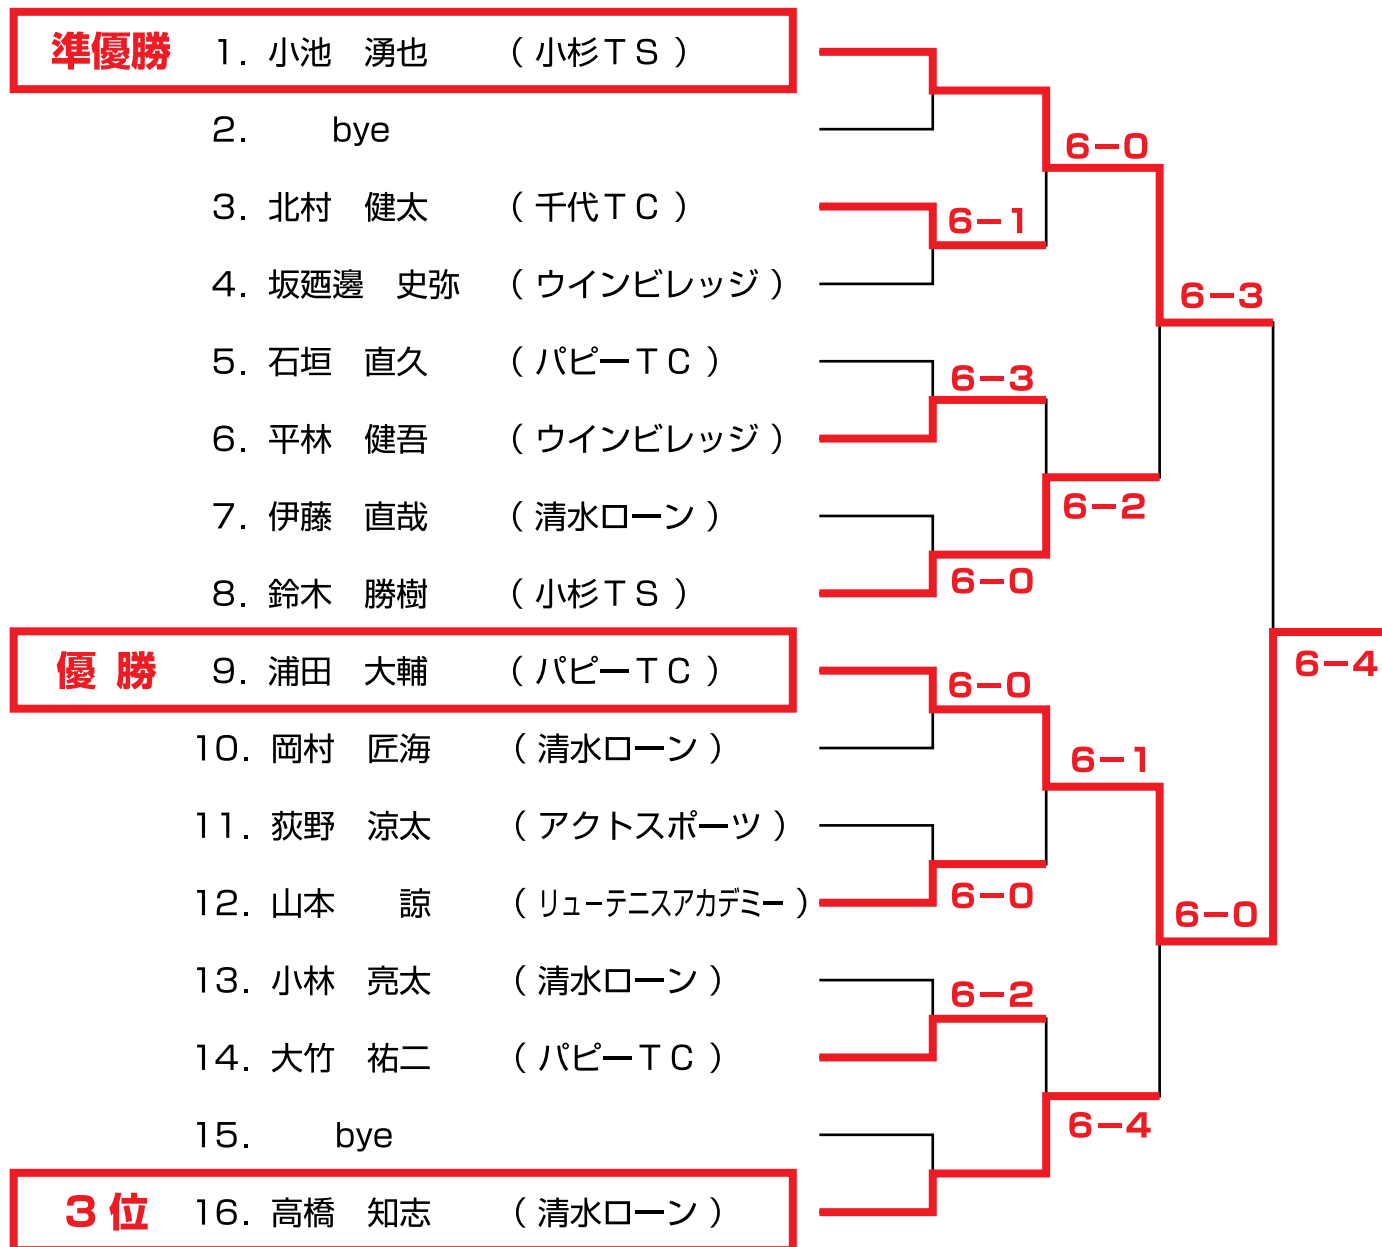 準優勝 1. 小池 湧也 （小杉TS）
2. bye
6-0
3. 北村 健太 （千代TC）
6-1
4. 坂廼邊 史弥 （ウインビレッジ）
6-3
5. 石垣 直久 （パピーTC）
6-3
6. 平林 健吾 （ウインビレッジ）
7. 伊藤 直哉 （清水ローン）
6-2
6-0
8. 鈴木 勝樹 （小杉TS）
優勝 9. 浦田 大輔 （パピーTC）
6-4
6-0
10. 岡村 匠海 （清水ローン）
6-1
11. 荻野 涼太 （アクトスポーツ）
6-0
12. 山本 諒 （リューテニスアカデミー）
6-0
13. 小林 亮太 （清水ローン）
6-2
14. 大竹 祐二 （パピーTC）
6-4
15. bye
3位 16. 高橋 知志 （清水ローン）